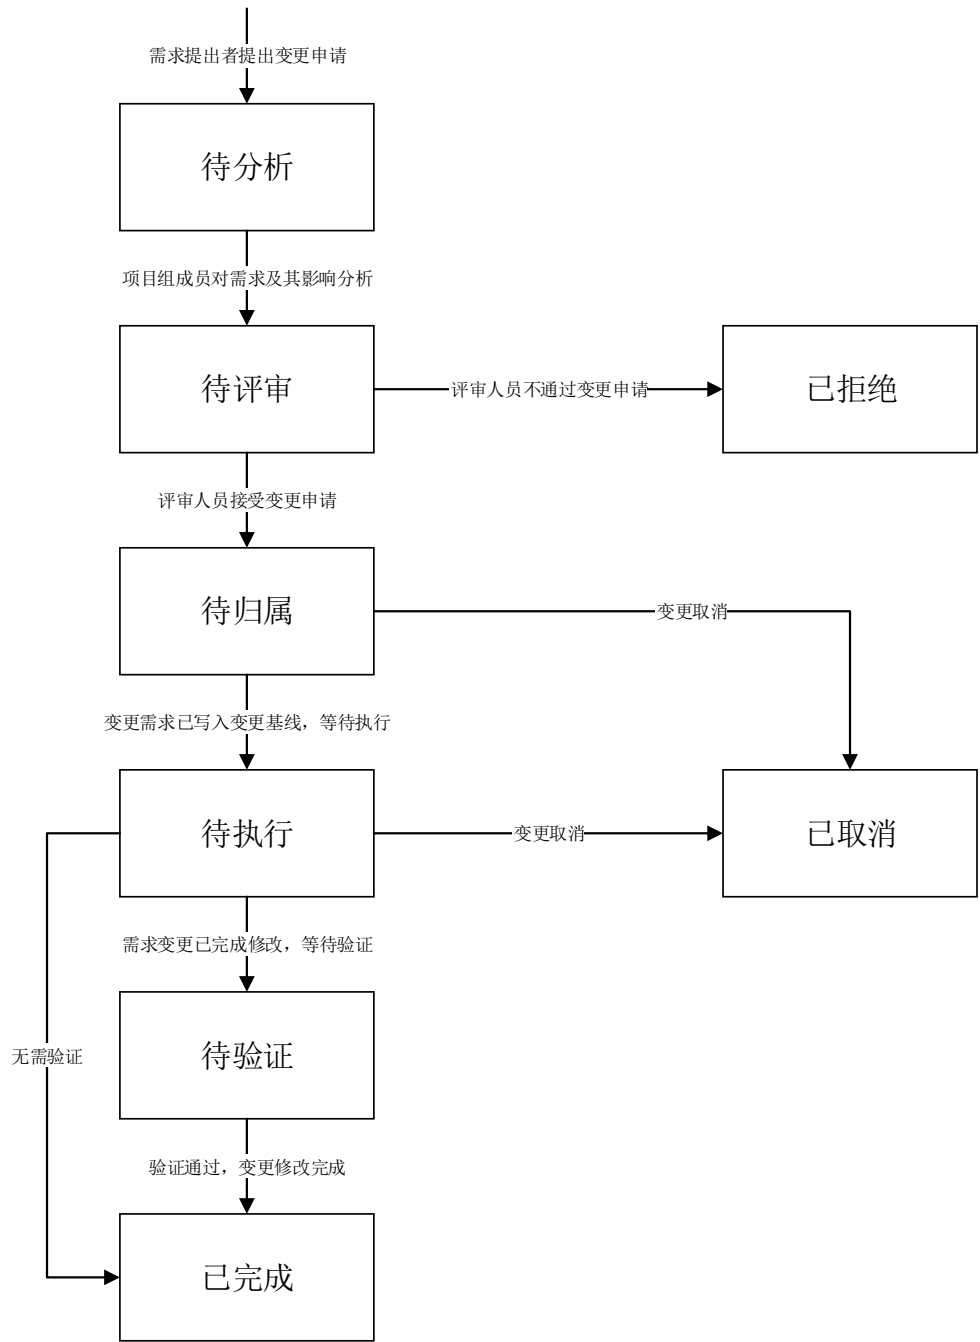 需求提出者提出变更申请
待分析
项目组成员对需求及其影响分析
待评审
评审人员不通过变更申请
已拒绝
评审人员接受变更申请
待归属
变更取消
变更需求已写入变更基线，等待执行
待执行
变更取消
已取消
需求变更已完成修改，等待验证
无需验证
待验证
验证通过，变更修改完成
已完成